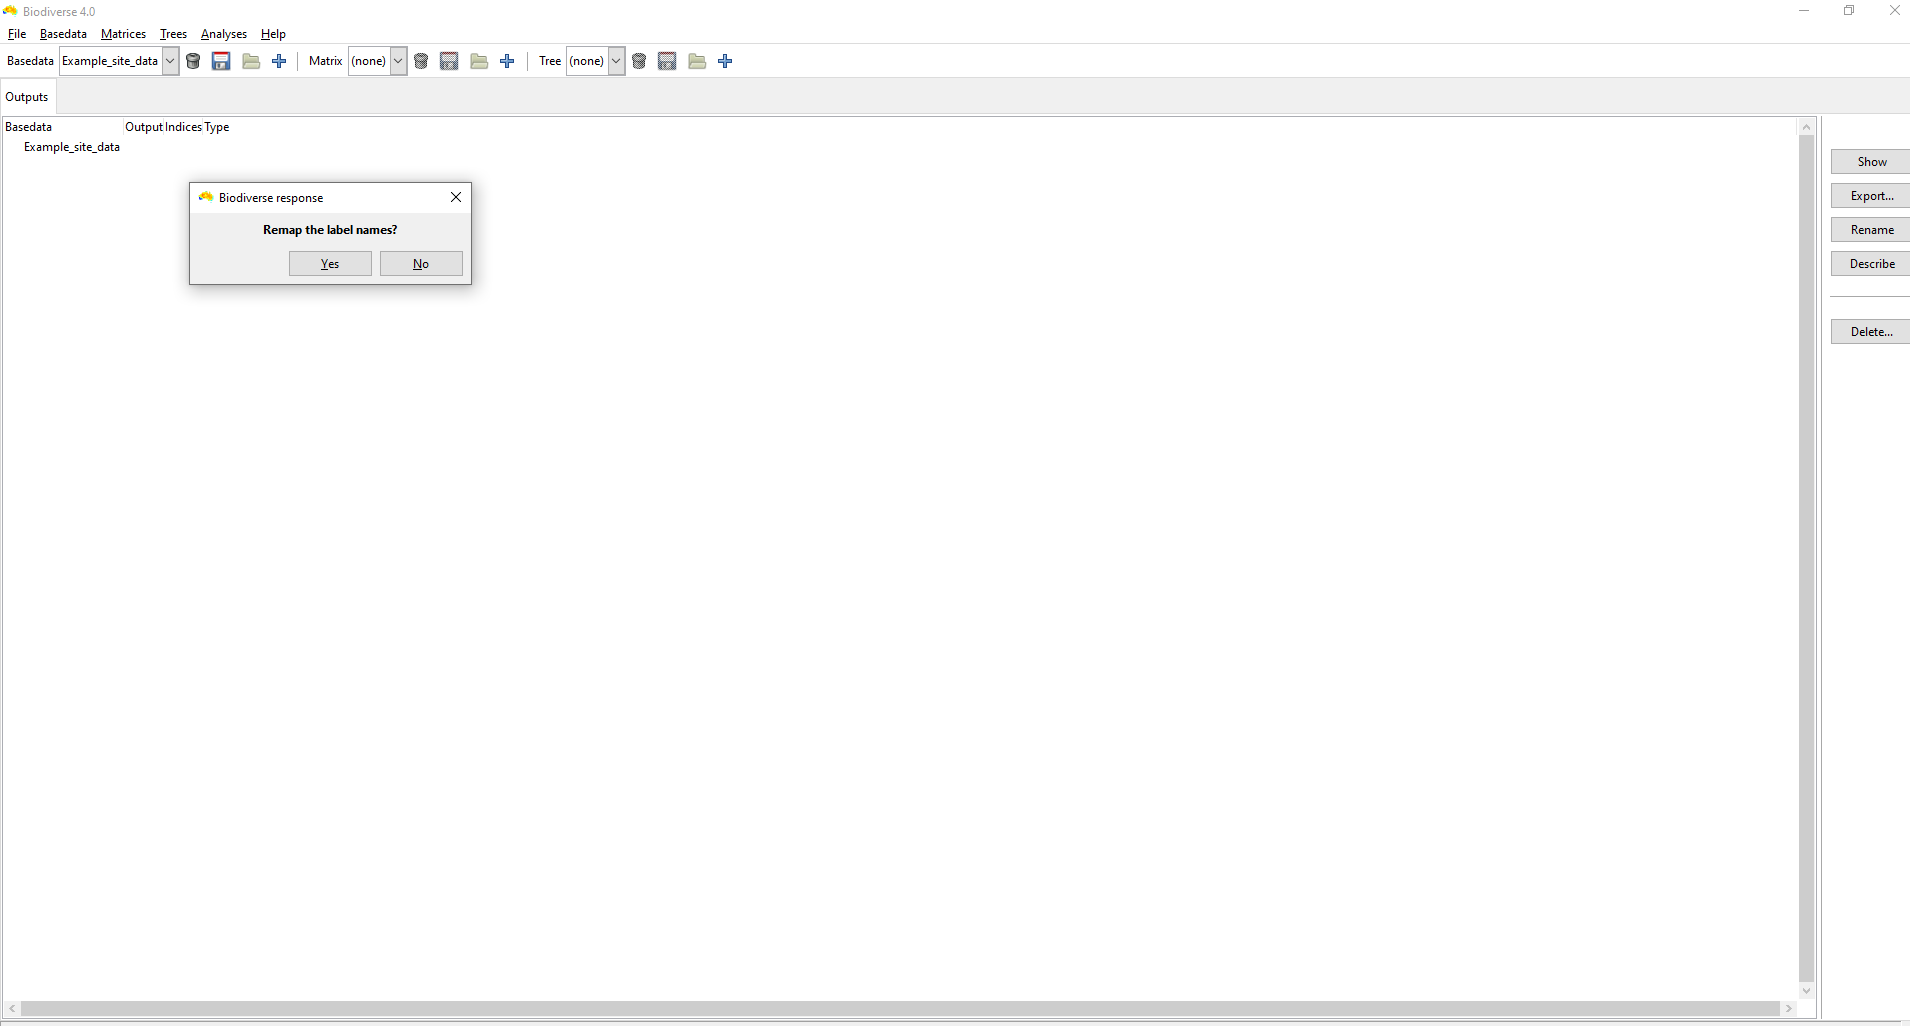 Biodiverse 4.0
File Basedata Matrices Trees Analyses Help
Basedata Example_site_data Matrix (none) Tree (none)
Outputs
Basedata Output Indices Type
Example_site_data
Biodiverse response
Remap the label names?
Yes No
Show
Export...
Rename
Describe
Delete...